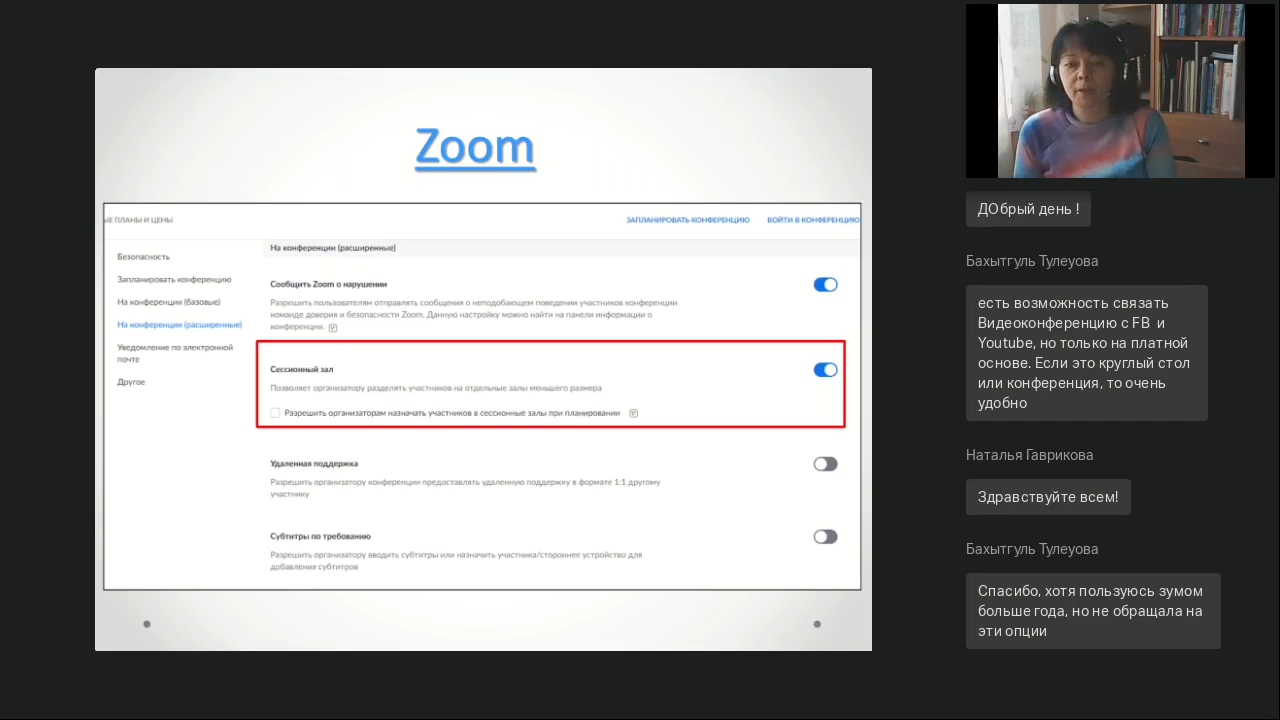 Zoom
ЫЕ ПЛАНЫ И ЦЕНЫ
ЗАПЛАНИРОВАТЬ КОНФЕРЕНЦИЮ
ВОЙТИ В КОНФЕРЕНЦИЮ
Безопасность
Запланировать конференцию
На конференции (базовые)
На конференции (расширенные)
Уведомление по электронной
почте
Другое
На конференции (расширенные)
Сообщить Zoom о нарушении
Разрешить пользователям отправлять сообщения о неподобающем поведении участников конференции
команде доверия и безопасности Zoom. Данную настройку можно найти на панели информации о
конференции.
Сессионный зал
Позволяет организатору разделять участников на отдельные залы меньшего размера
Разрешить организаторам назначать участников в сессионные залы при планировании
Удаленная поддержка
Разрешить организатору конференции предоставлять удаленную поддержку в формате 1:1 другому
участнику
Субтитры по требованию
Разрешить организатору вводить субтитры или назначить участника/стороннее устройство для
добавления субтитров
ДОбрый день !
Бахытгуль Тулеуова
есть возможность связать
Видеоконференцию с FB и
Youtube, но только на платной
основе. Если это круглый стол
или конференция, то очень
удобно
Наталья Гаврикова
Здравствуйте всем!
Бахытгуль Тулеуова
Спасибо, хотя пользуюсь зумом
больше года, но не обращала на
эти опции